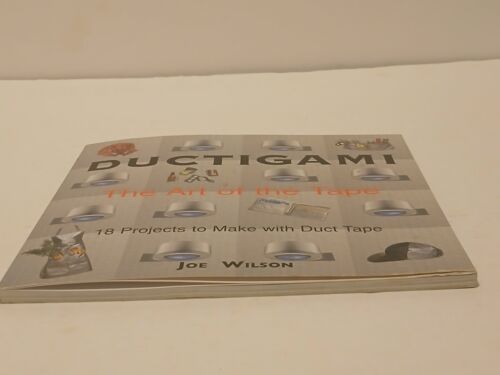 DUCTIGAMI
The Art of the Tape
18 Projects to Make with Duct Tape
JOE WILSON